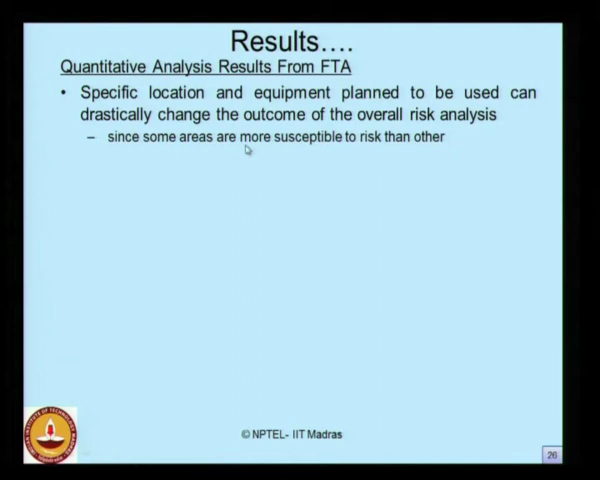 Results....
Quantitative Analysis Results From FTA
• Specific location and equipment planned to be used can
drastically change the outcome of the overall risk analysis
– since some areas are more susceptible to risk than other
© NPTEL- IIT Madras
26